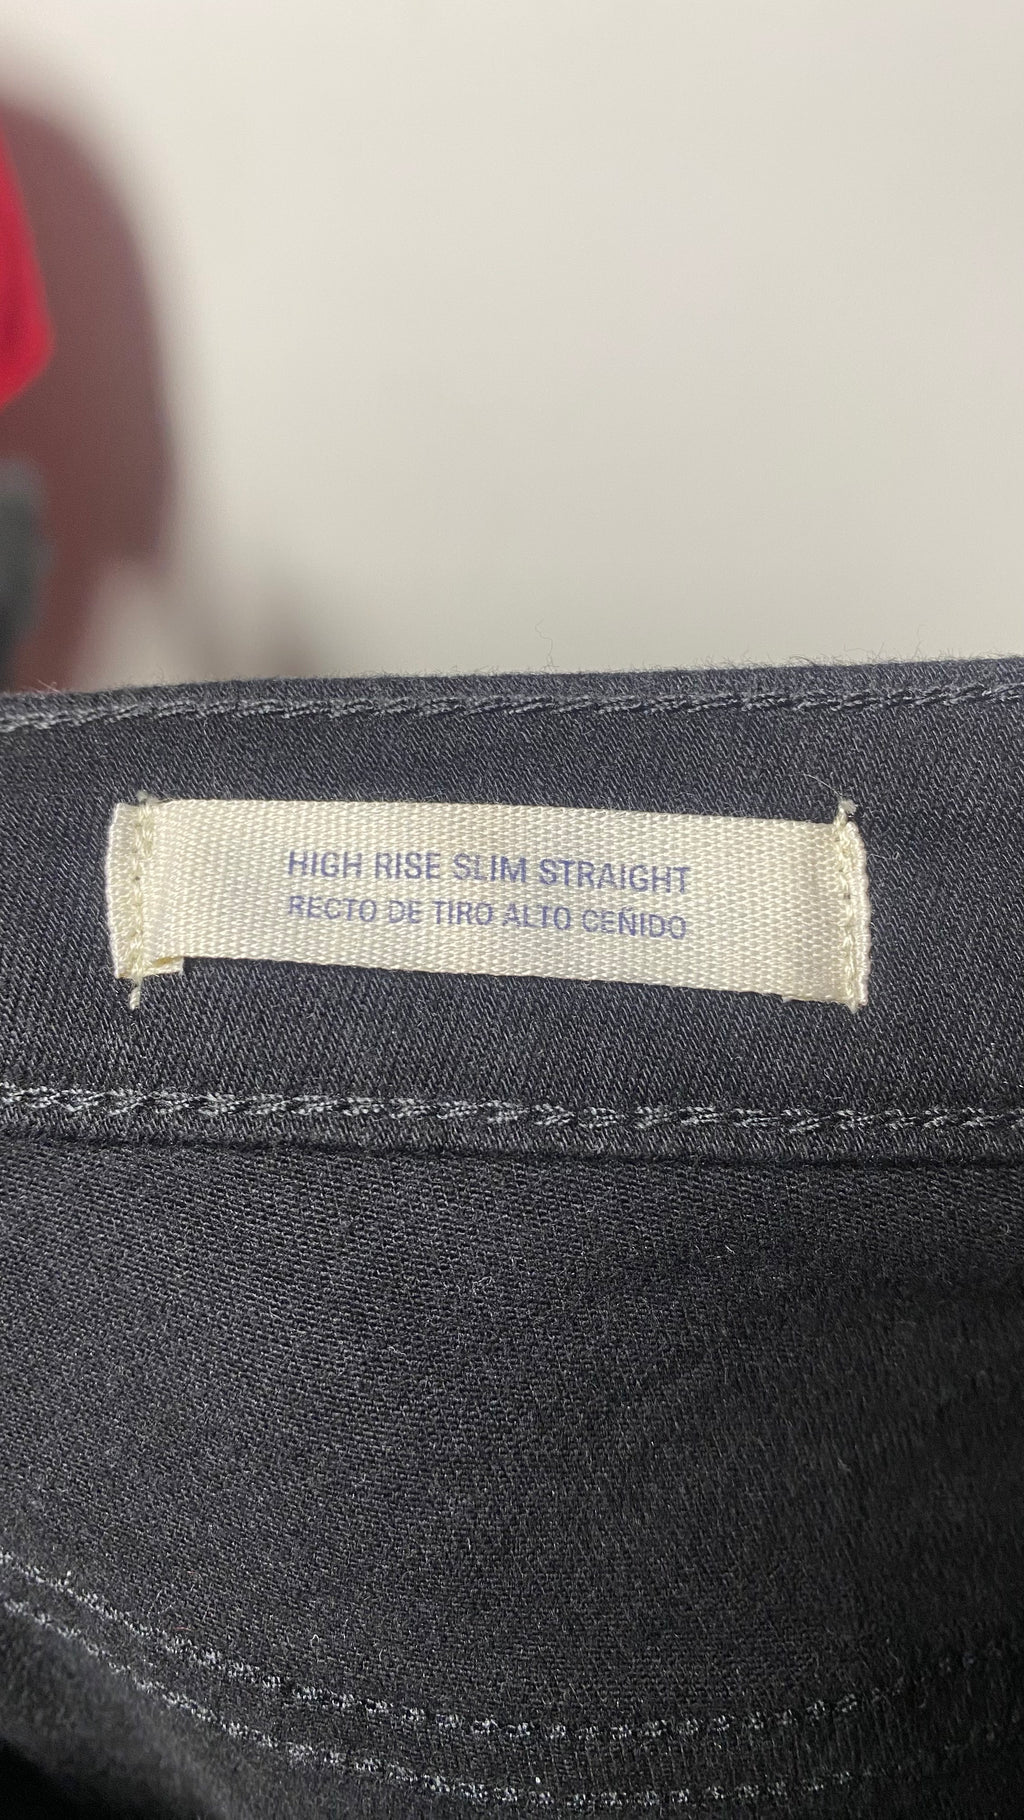 HIGH RISE SLIM STRAIGHT
RECTO DE TIRO ALTO CEÑIDO